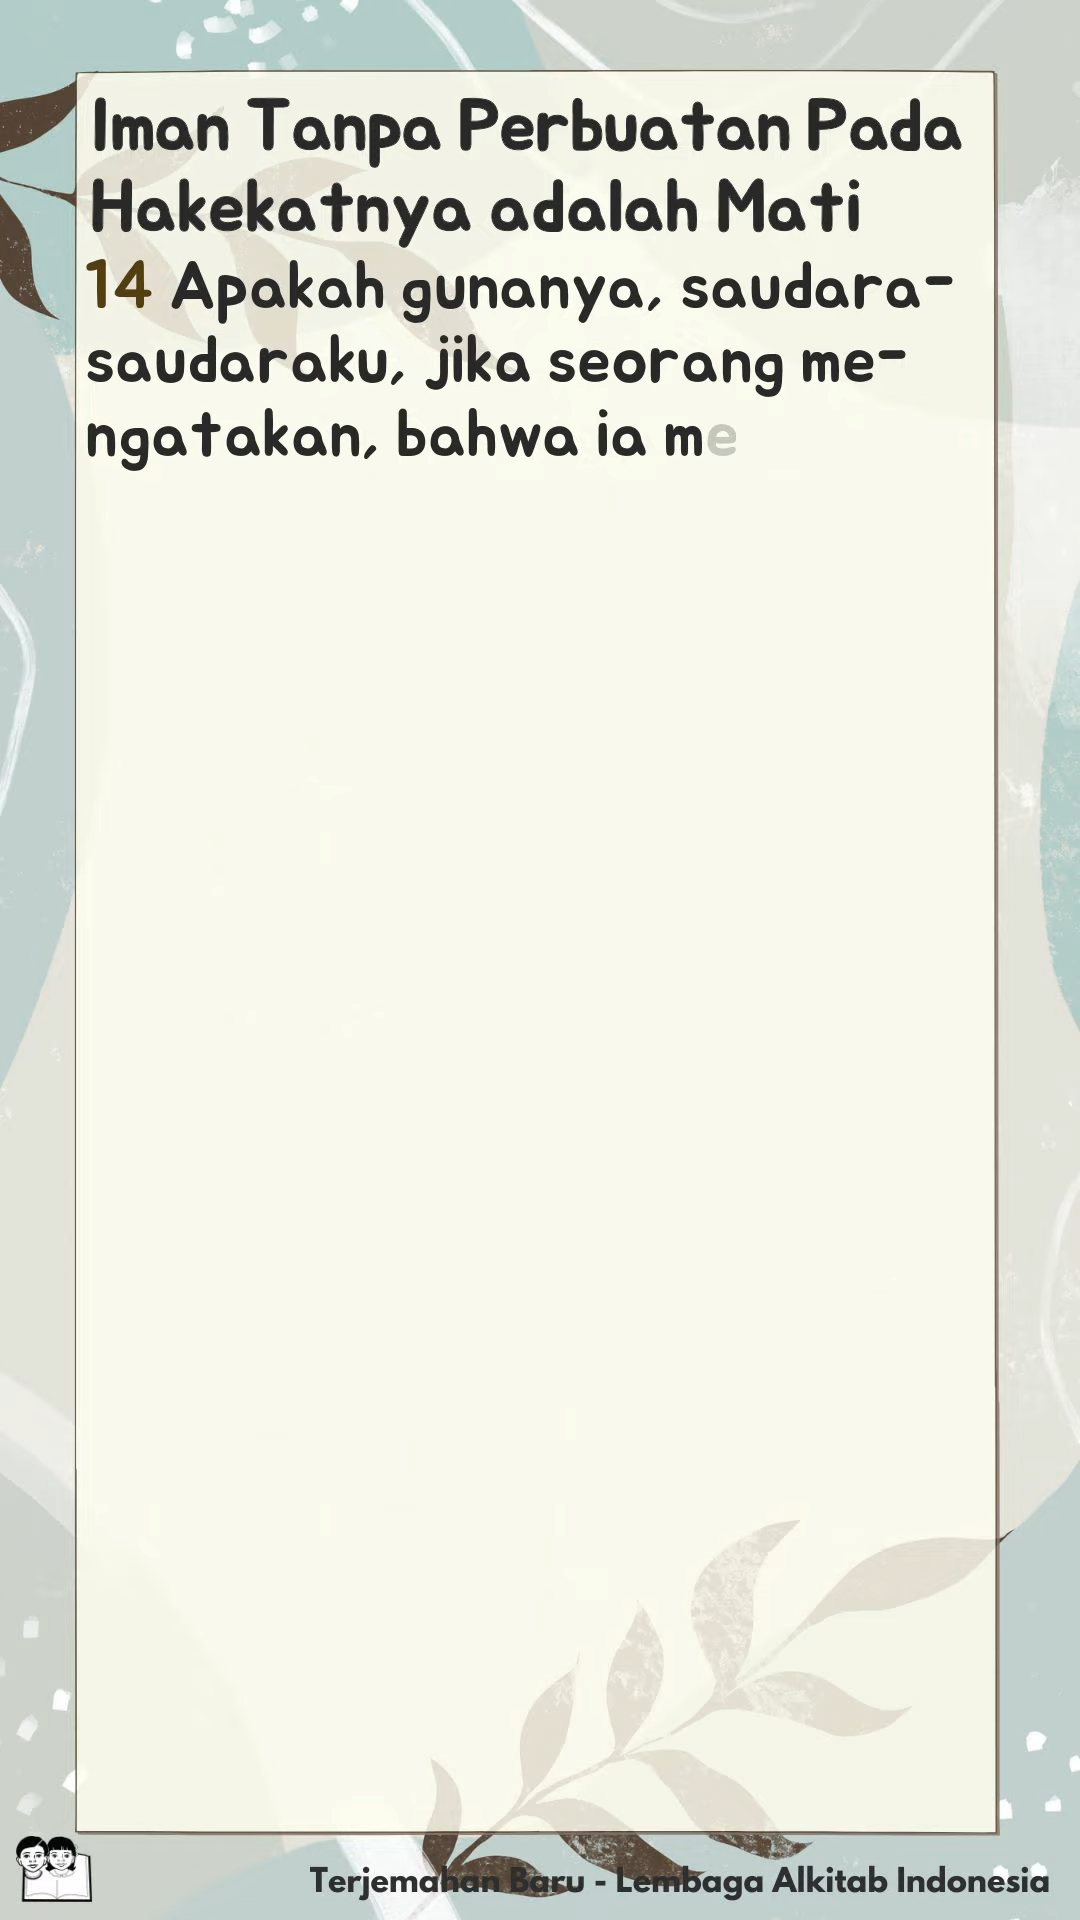 Iman Tanpa Perbuatan Pada
Hakekatnya adalah Mati
14 Apakah gunanya, saudara-
saudaraku, jika seorang me-
ngatakan, bahwa ia me
Terjemahan Baru - Lembaga Alkitab Indonesia